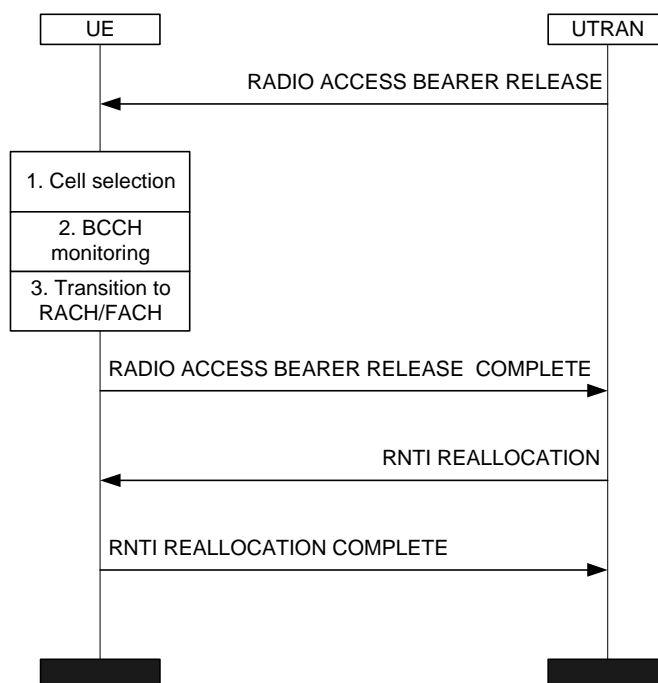 UE
UTRAN
RADIO ACCESS BEARER RELEASE
1. Cell selection
2. BCCH
monitoring
3. Transition to
RACH/FACH
RADIO ACCESS BEARER RELEASE  COMPLETE
RNTI REALLOCATION
RNTI REALLOCATION COMPLETE